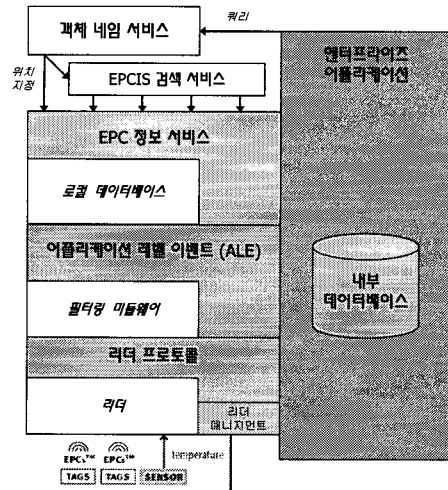 객체 네임 서비스
쿼리
엔터프라이즈
어플리케이션
위치
지정
EPCIS 검색 서비스
EPC 정보 서비스
로컬 데이터베이스
어플리케이션 레벨 이벤트 (ALE)
내부
데이터베이스
필터링 미들웨어
리더 프로토콜
리더
리더
매니지먼트
EPCs™ EPCs™
temperature
TAGS TAGS SENSOR